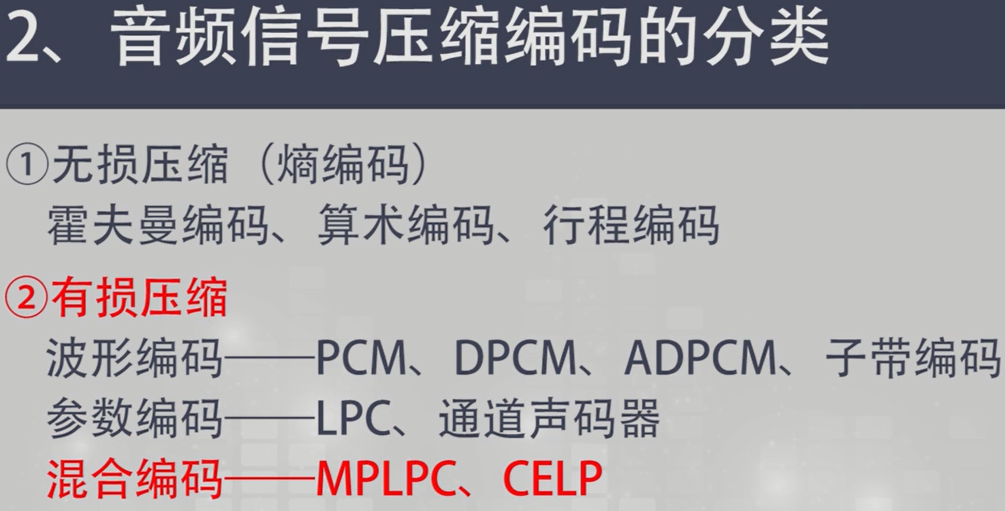 2、音频信号压缩编码的分类
①无损压缩（熵编码）
霍夫曼编码、算术编码、行程编码
②有损压缩
波形编码——PCM、DPCM、ADPCM、子带编码
参数编码——LPC、通道声码器
混合编码——MPLPC、CELP